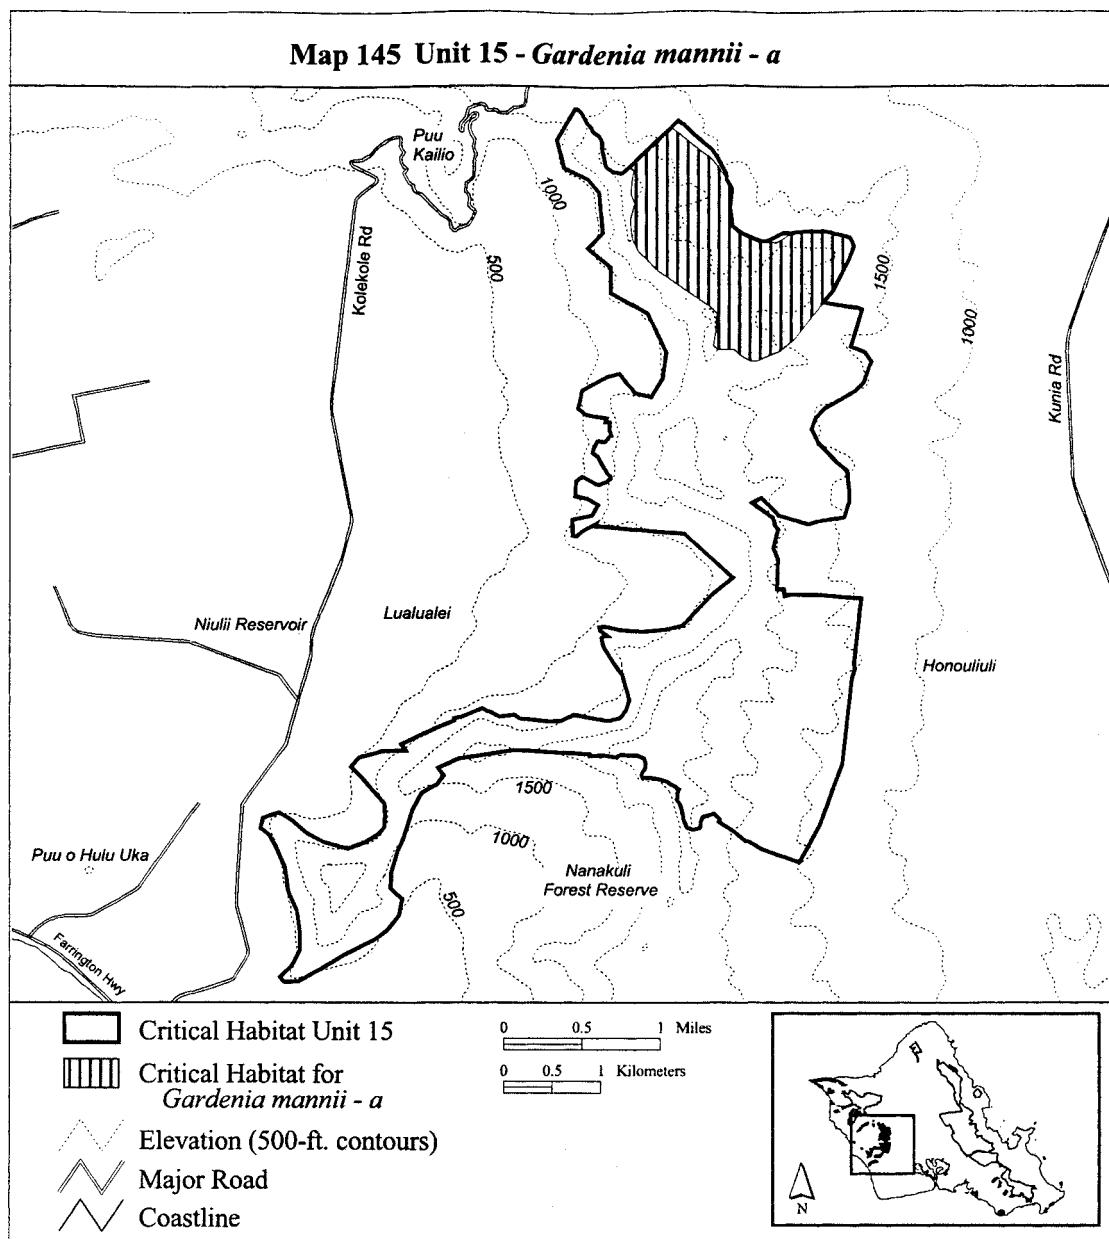 Map 145 Unit 15 - Gardenia mannii - a
Puu
Kailio
1000
500
Kolekole Rd
1500
1000
Kunia Rd
Niulii Reservoir
Lualualei
Honouliuli
1500
1000
500
Puu o Hulu Uka
Nanakuli
Forest Reserve
Farrington Hwy
Critical Habitat Unit 15
Critical Habitat for
Gardenia mannii - a
Elevation (500-ft. contours)
Major Road
Coastline
0 0.5 1 Miles
0 0.5 1 Kilometers
N